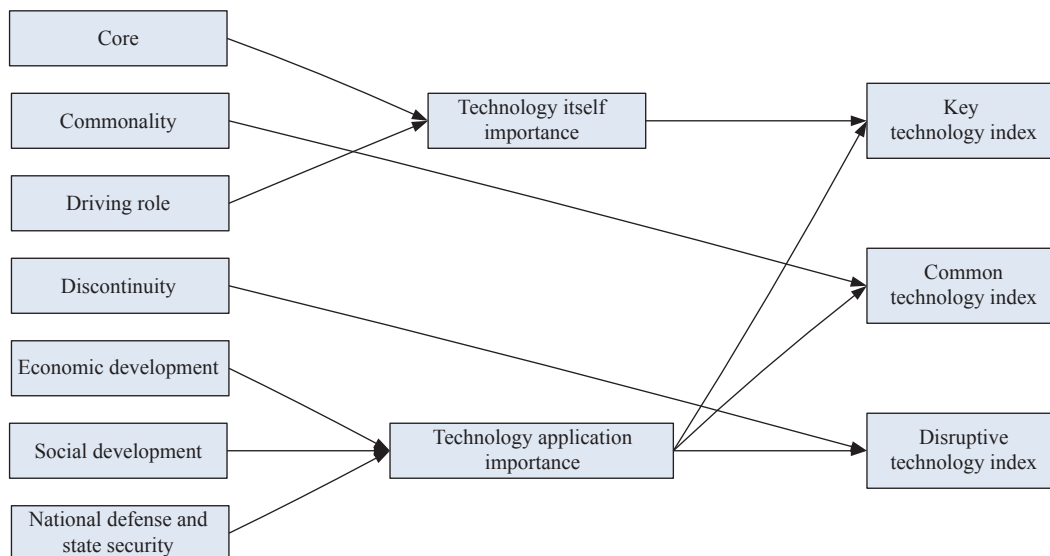 Core
Commonality
Driving role
Discontinuity
Economic development
Social development
National defense and
state security
Technology itself
importance
Technology application
importance
Key
technology index
Common
technology index
Disruptive
technology index